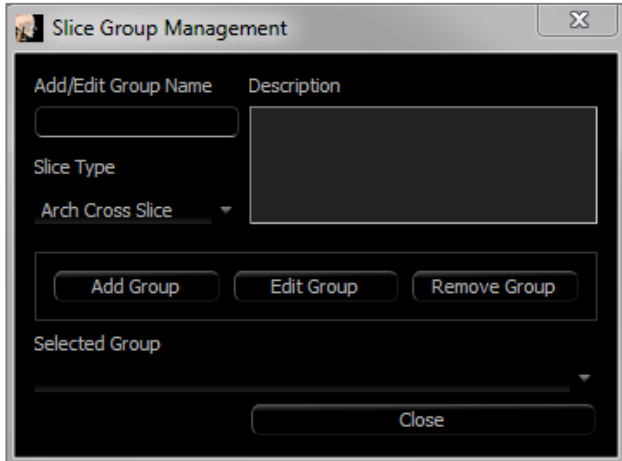 Slice Group Management
Add/Edit Group Name
Description
Slice Type
Arch Cross Slice
Add Group
Edit Group
Remove Group
Selected Group
Close